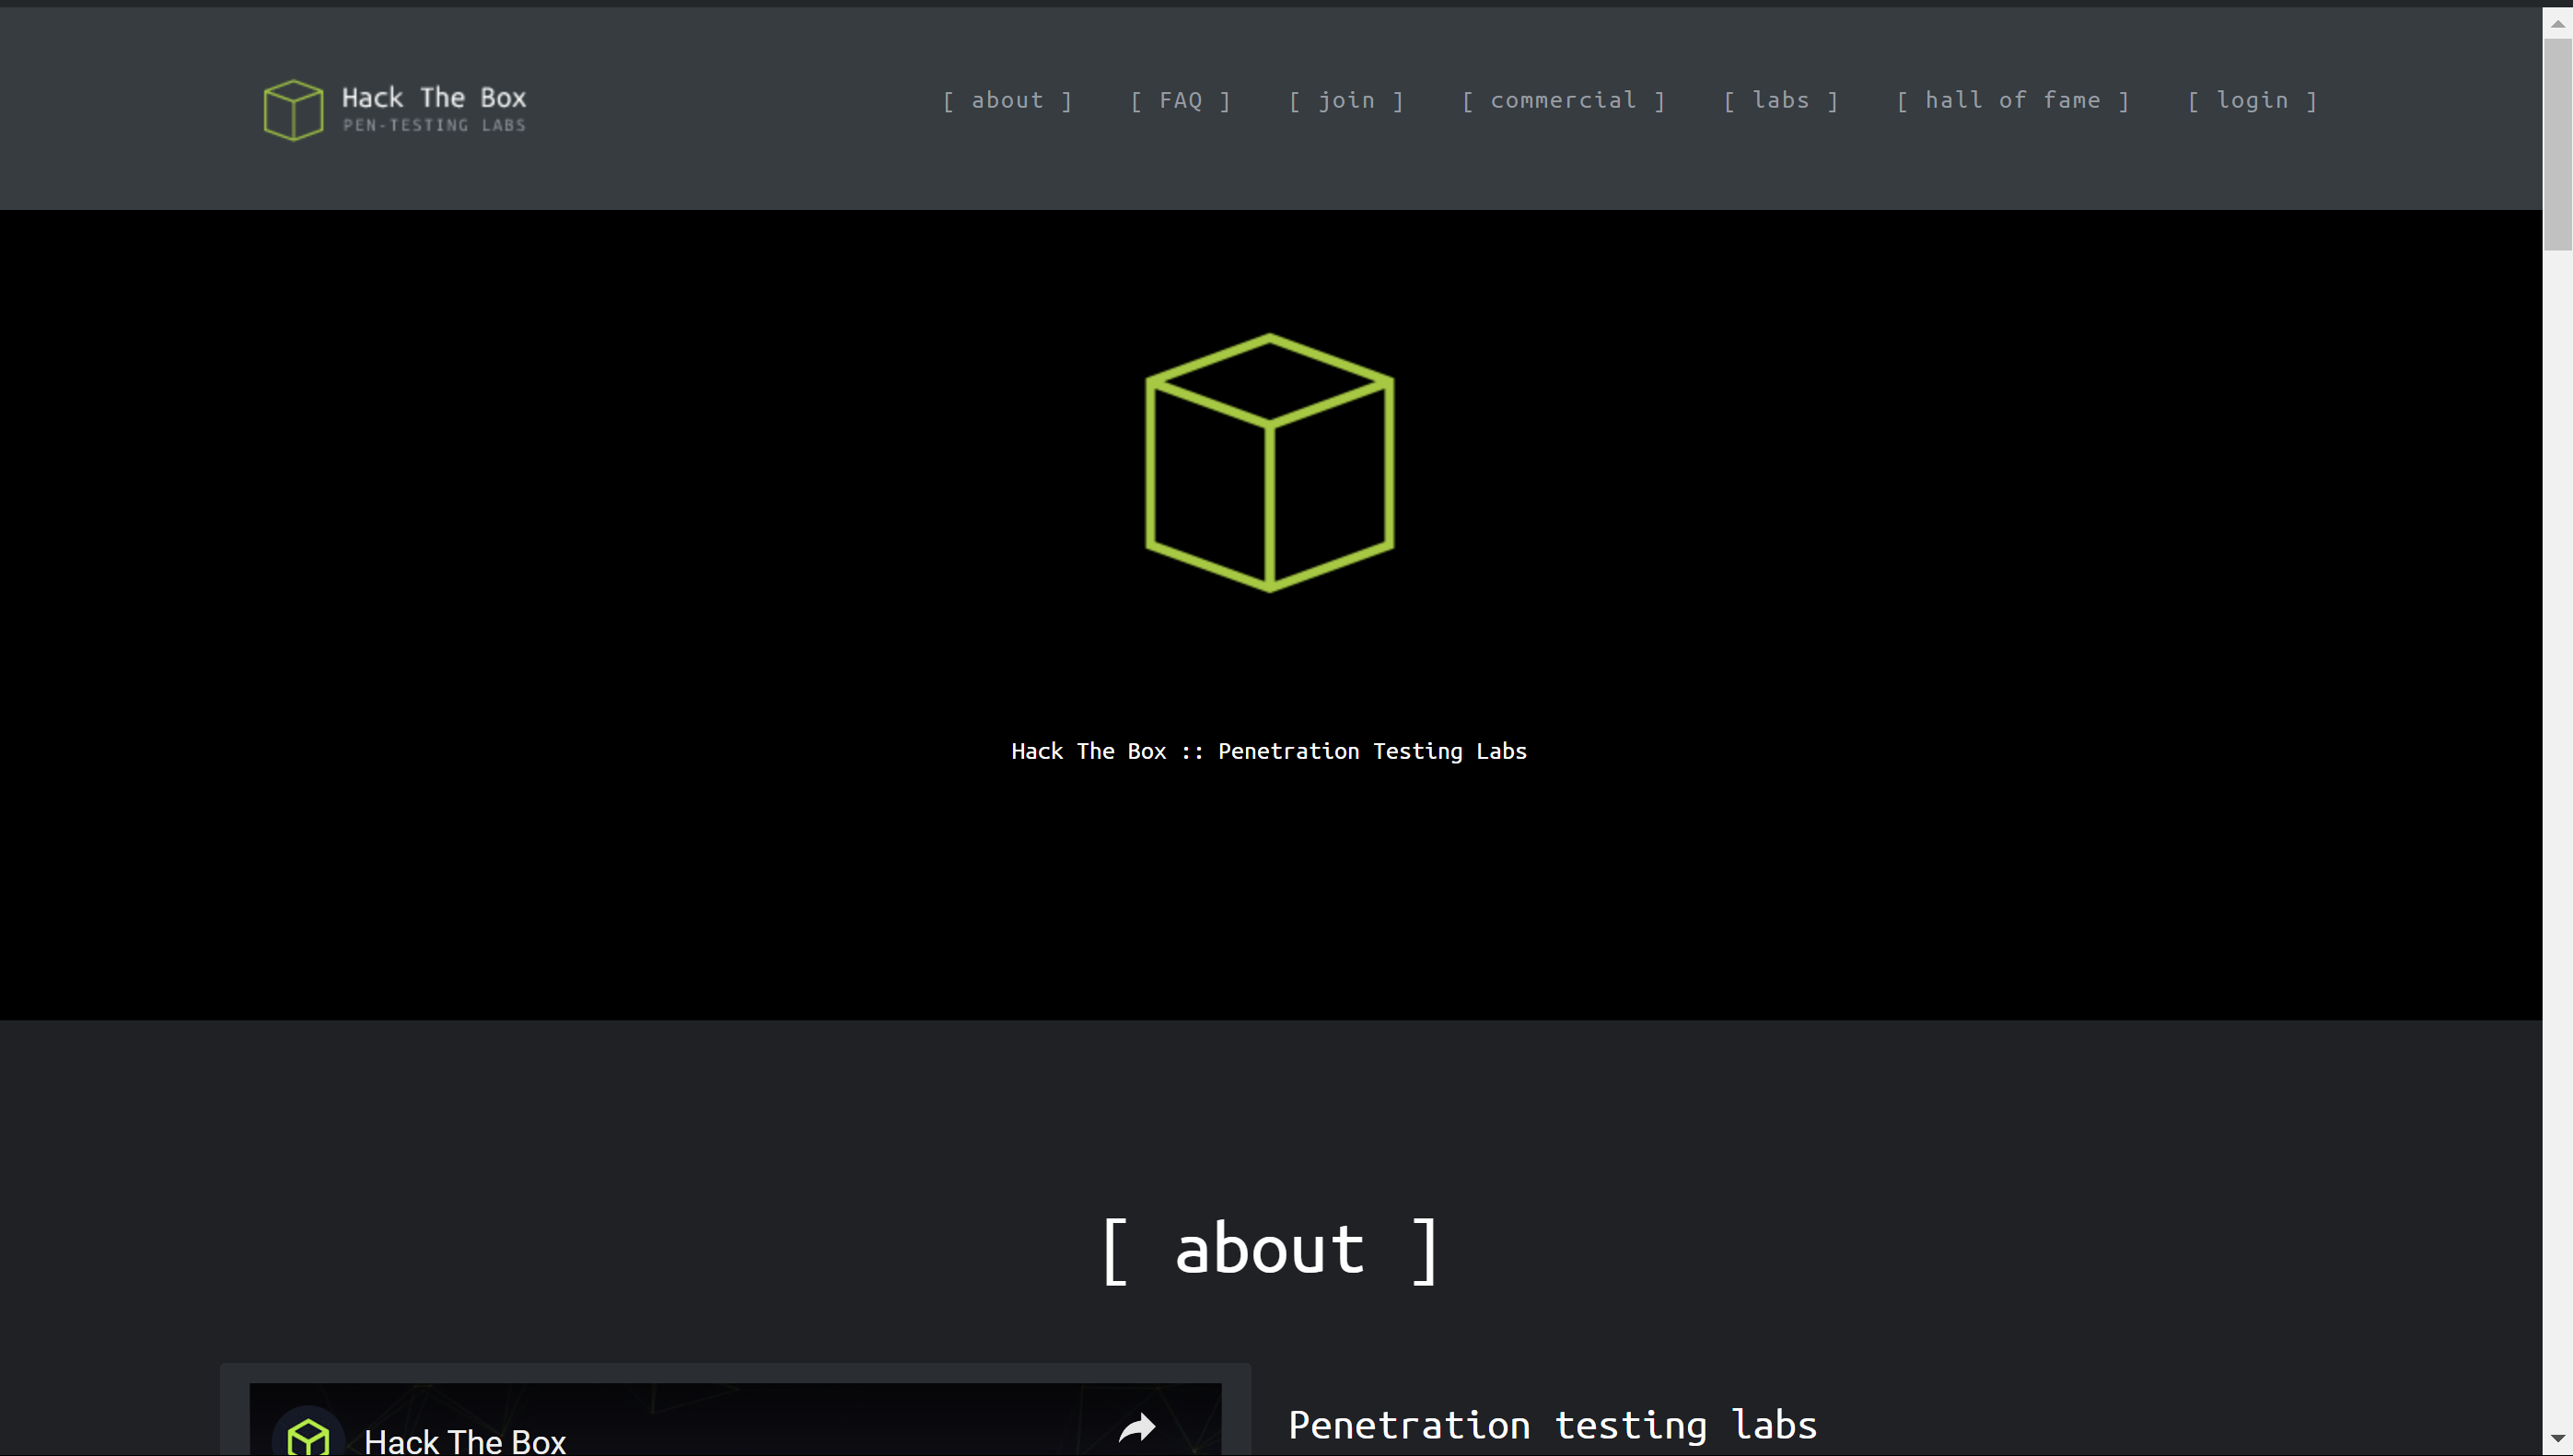 Hack The Box
PEN-TESTING LABS
[ about ] [ FAQ ] [ join ] [ commercial ] [ labs ] [ hall of fame ] [ login ]
Hack The Box :: Penetration Testing Labs
[ about ]
Hack The Box
Penetration testing labs